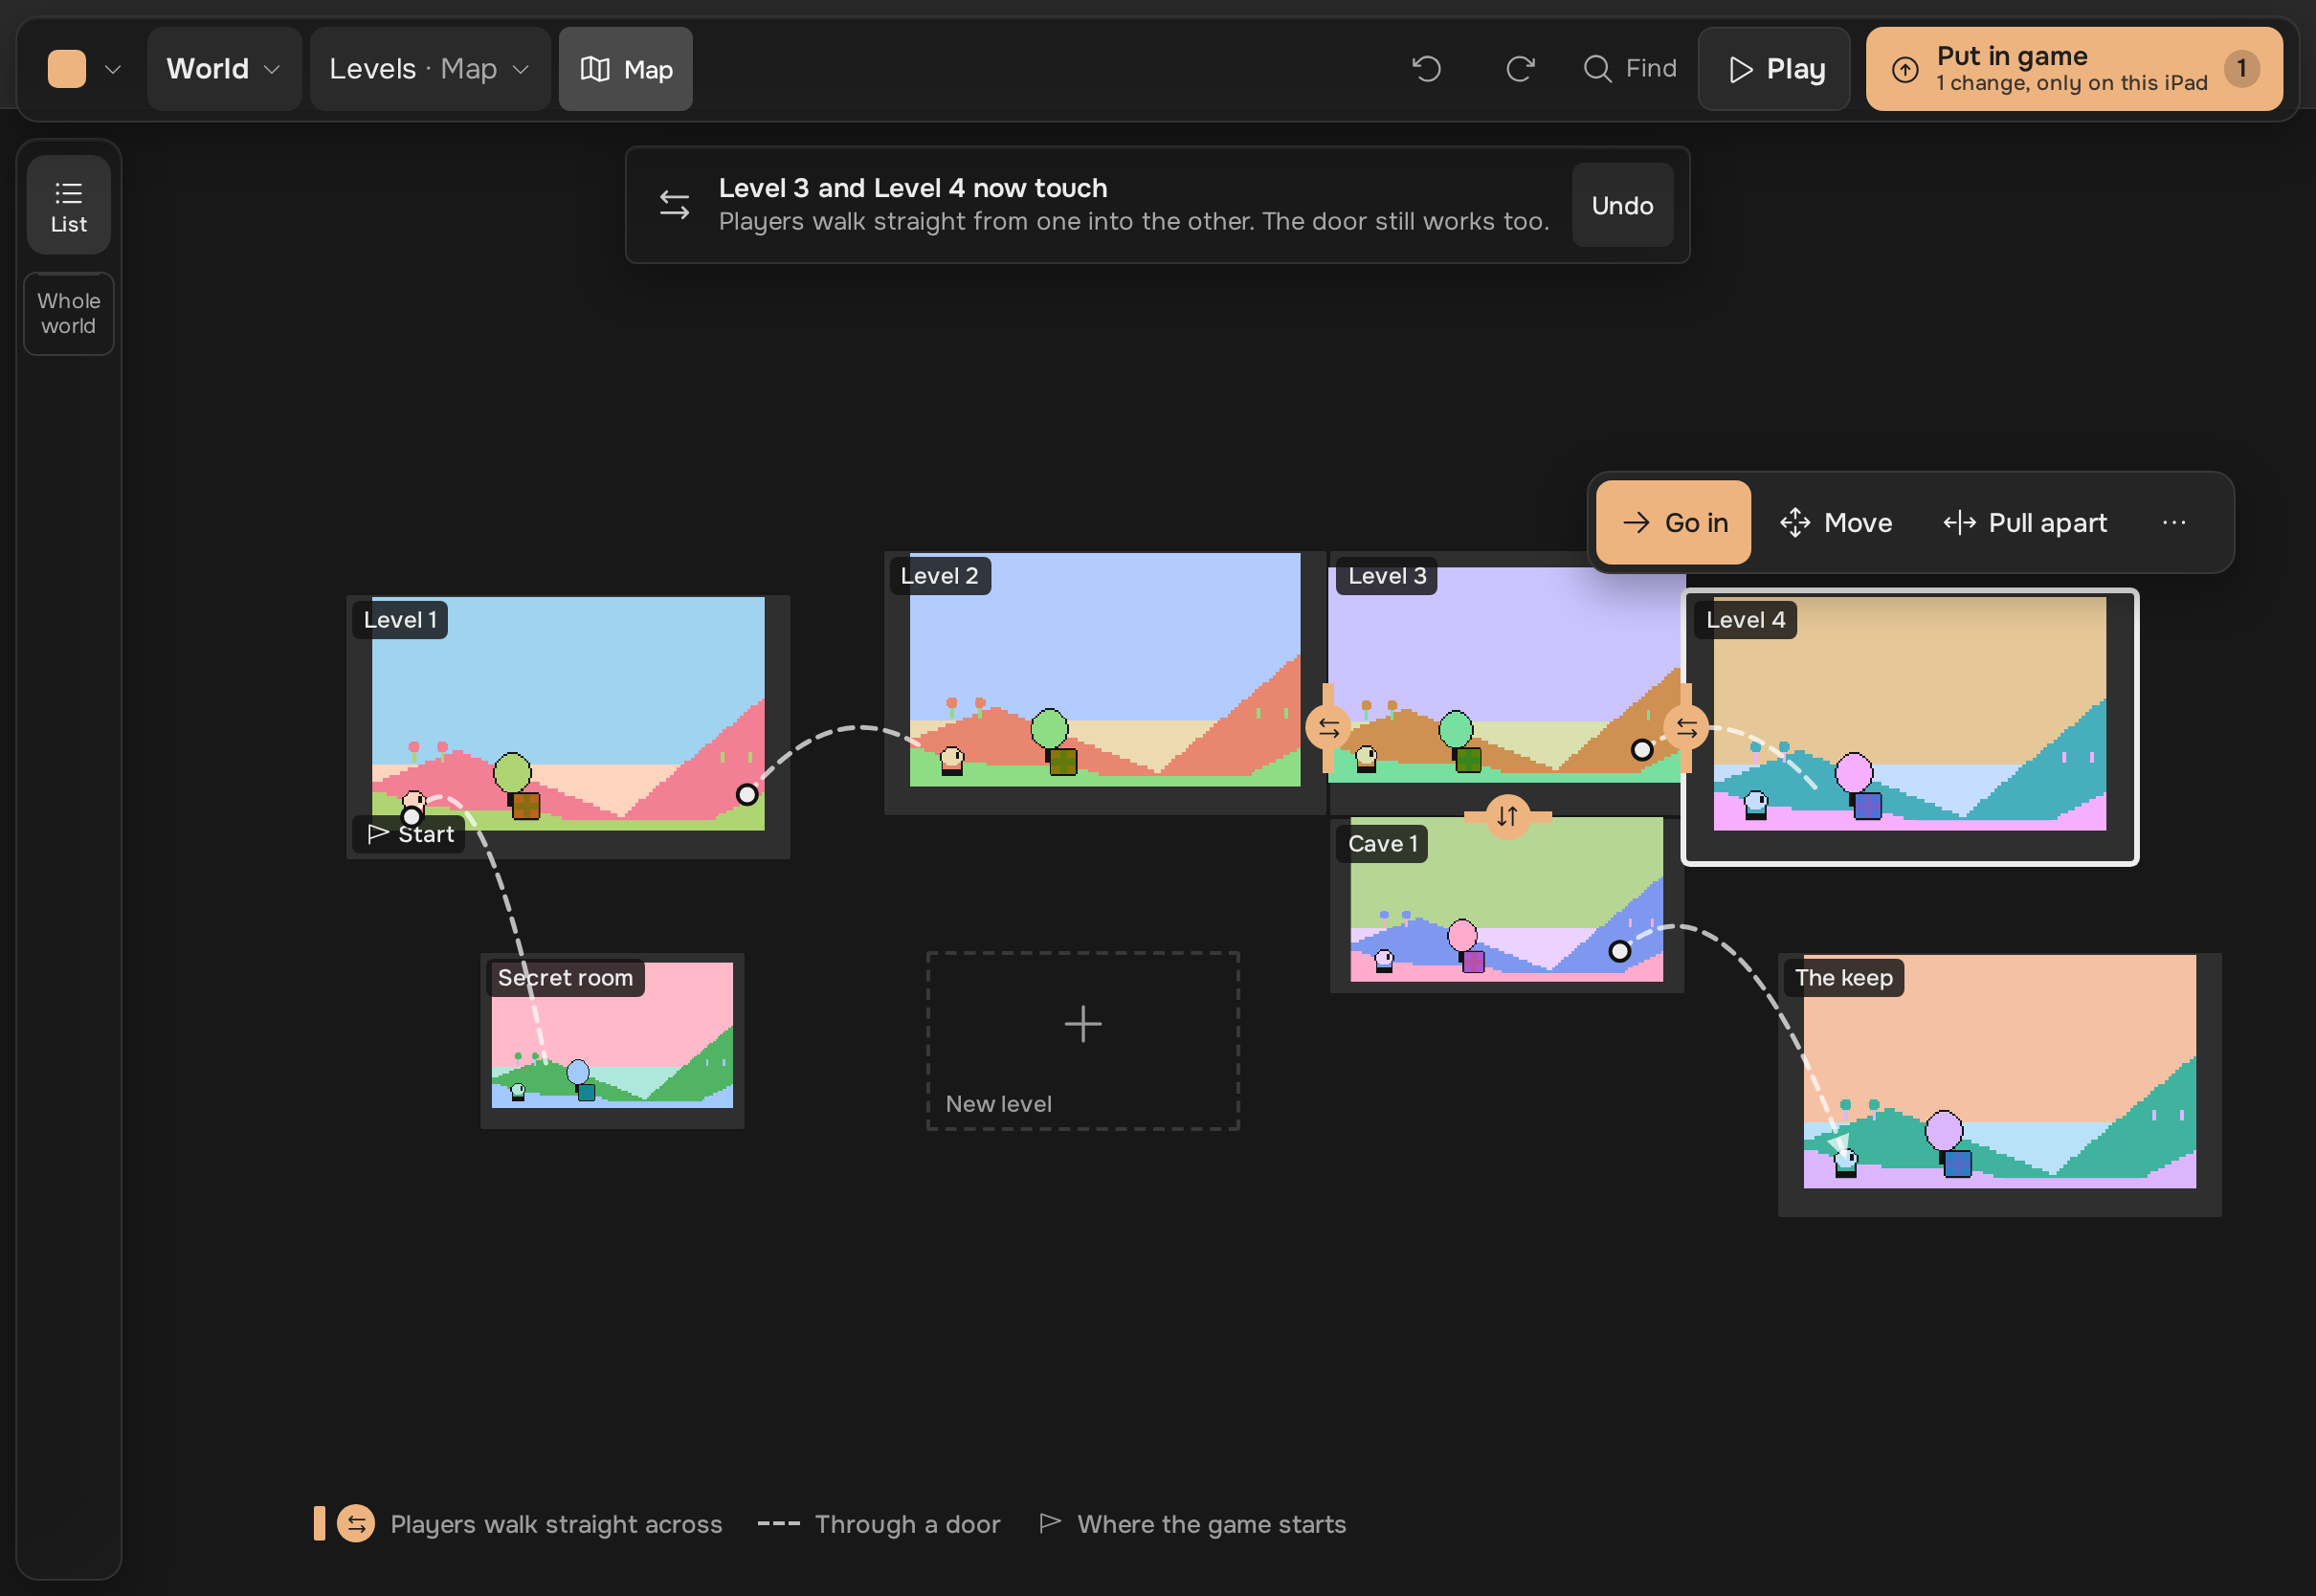 World
Levels · Map
Map
Find
Play
Put in game
1 change, only on this iPad
1
List
Whole
world
Level 3 and Level 4 now touch
Players walk straight from one into the other. The door still works too.
Undo
Go in
Move
Pull apart
Level 1
Start
Level 2
Level 3
Level 4
Cave 1
Secret room
New level
The keep
Players walk straight across
Through a door
Where the game starts